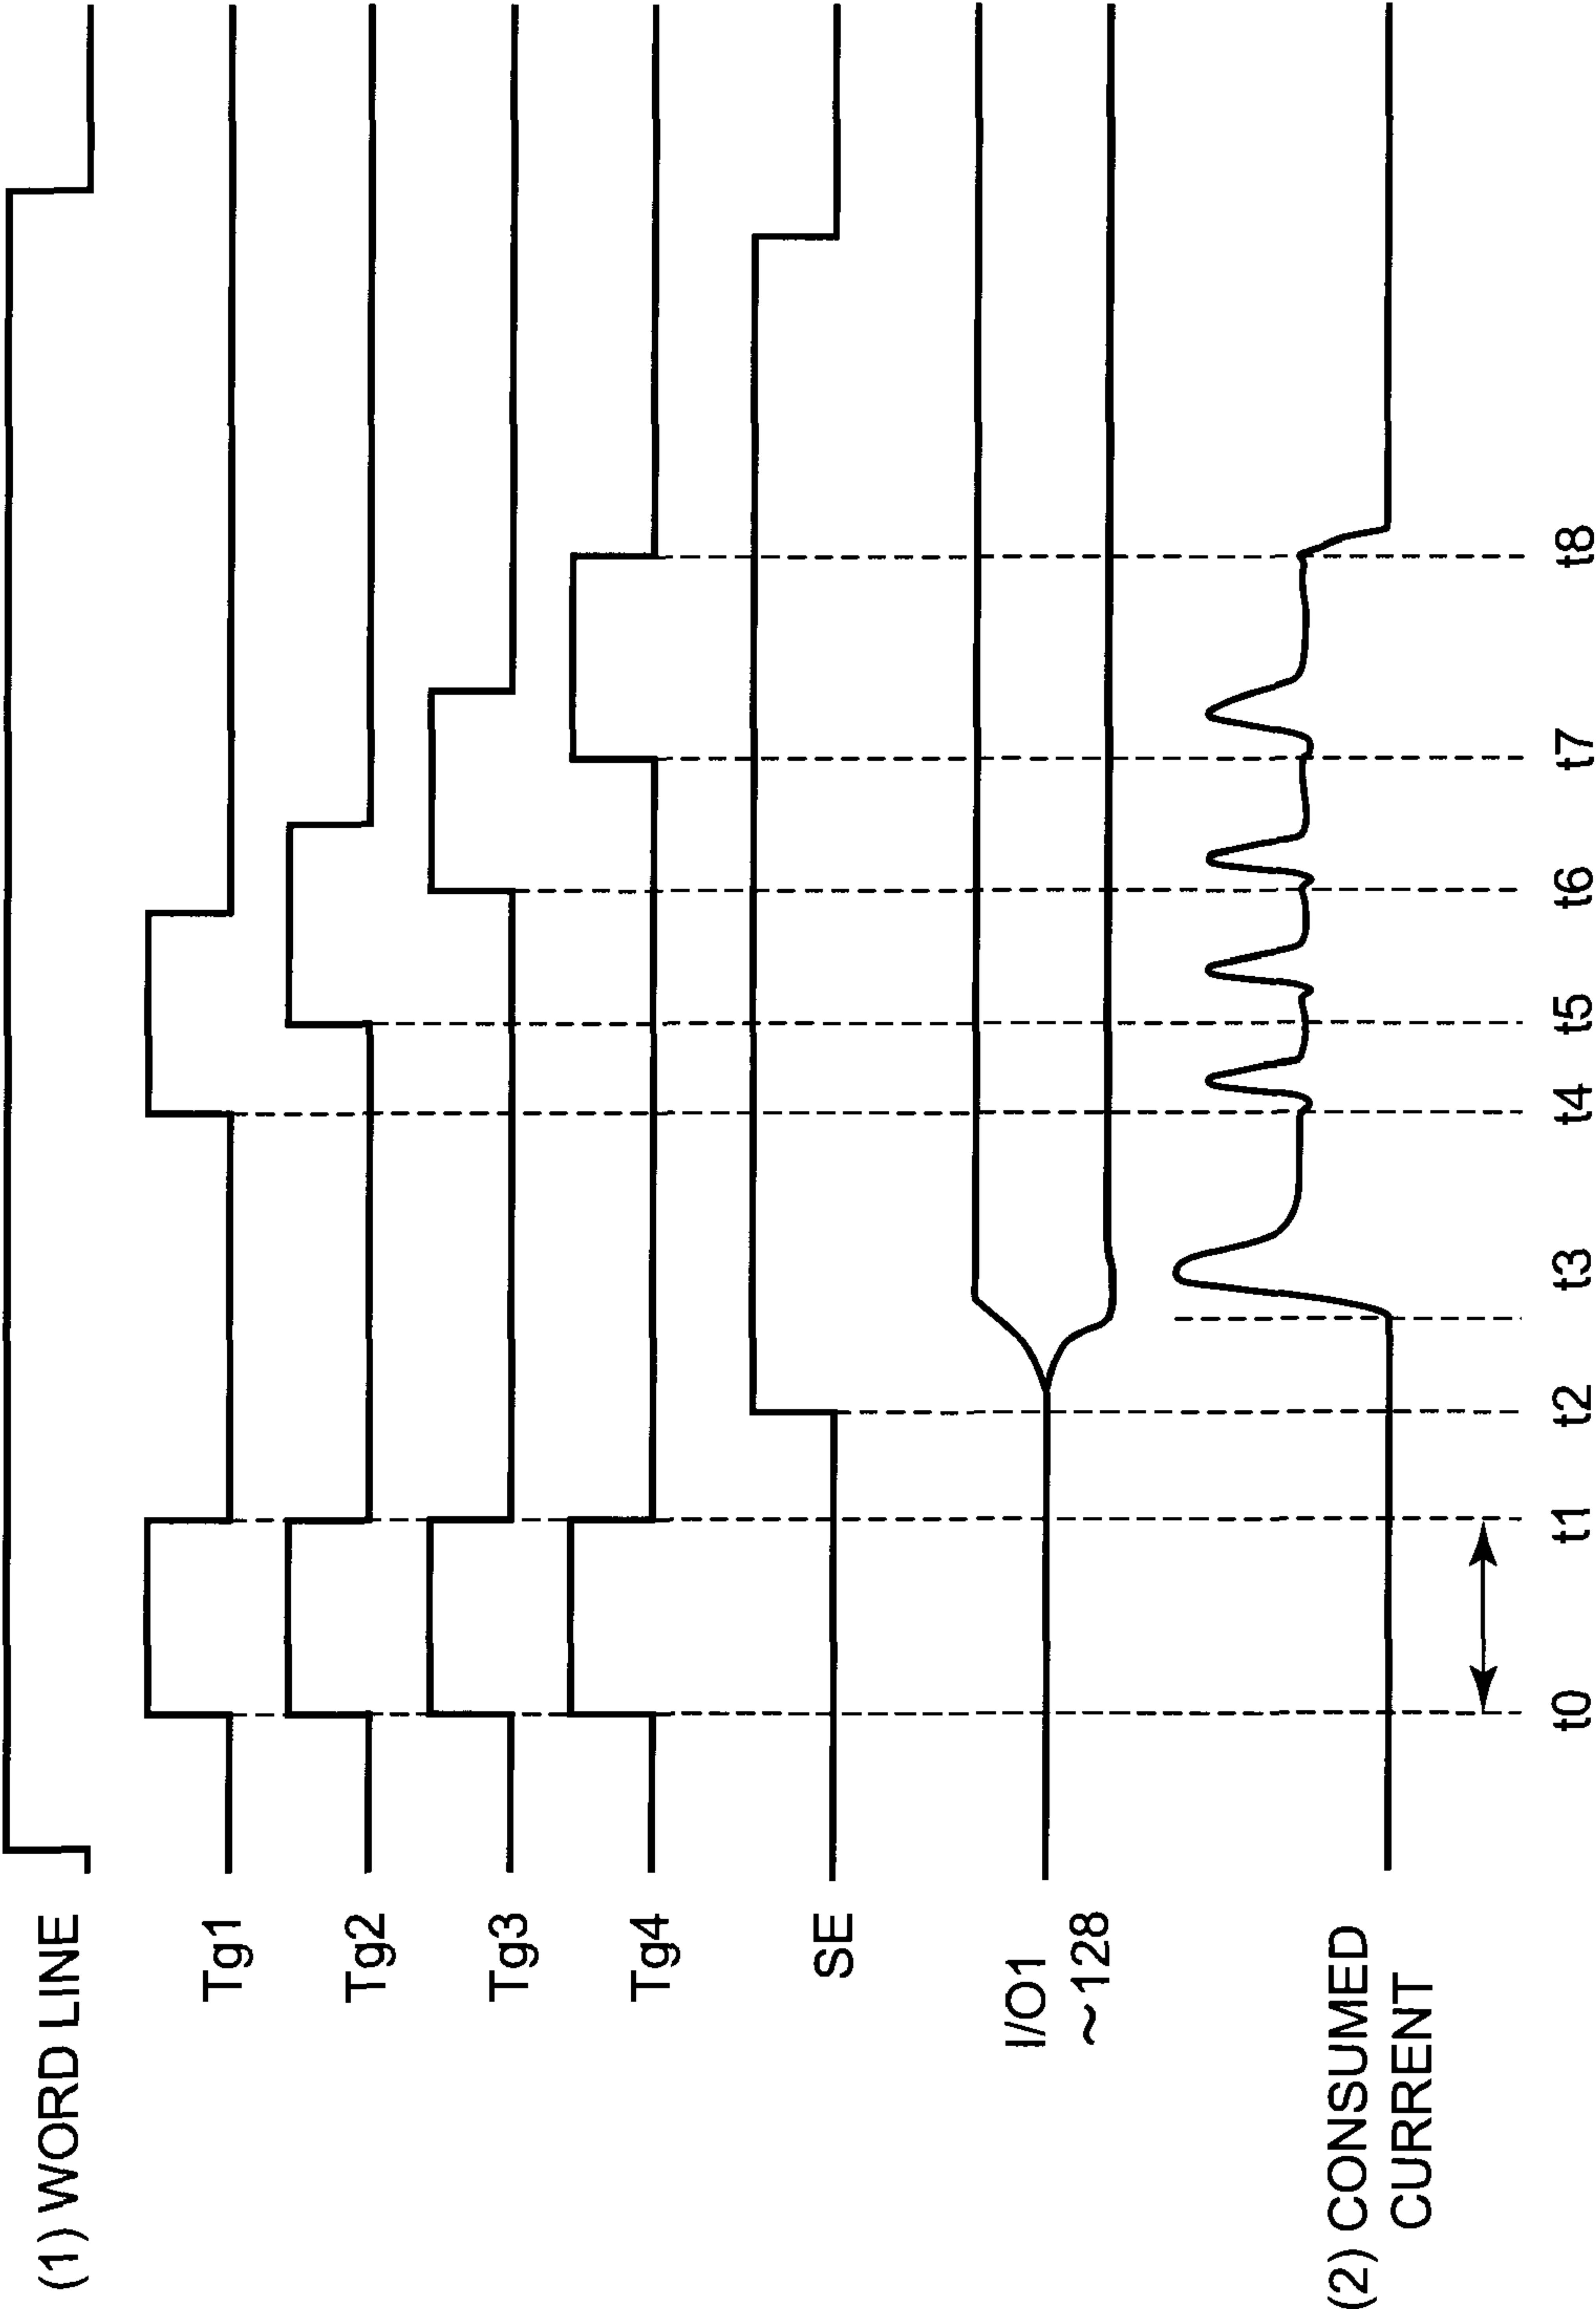 (1) WORD LINE
Tg1
Tg2
Tg3
Tg4
SE
I/O1
~128
(2) CONSUMED
CURRENT
t0 t1 t2 t3 t4 t5 t6 t7 t8